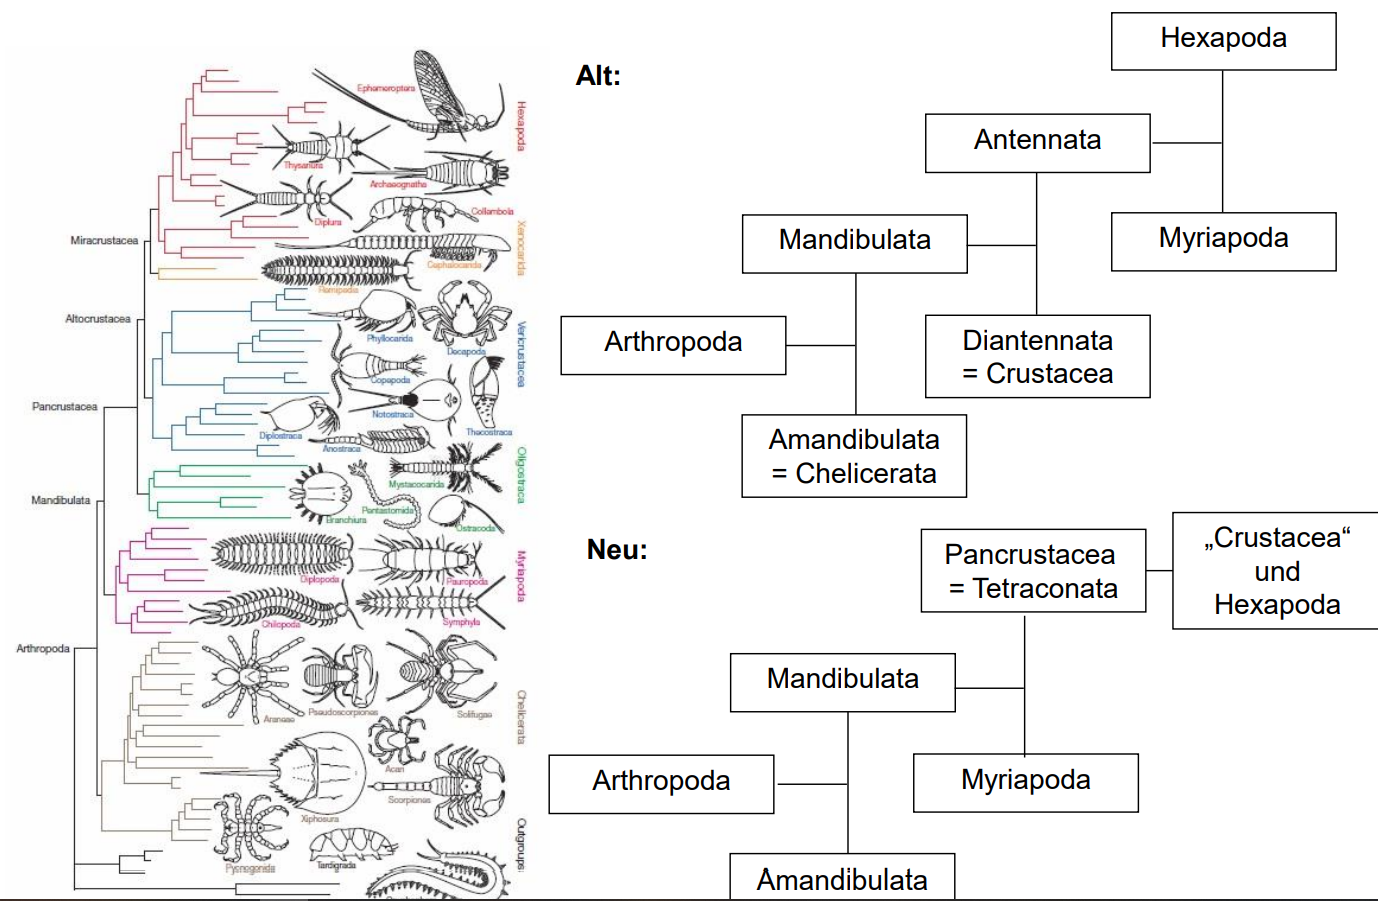 Ephemeroptera
Hexapoda
Thysanura
Archaeognatha
Diplura
Collembola
Miracrustacea
Xenocarida
Cephalocarida
Remipedia
Altocrustacea
Phyllocarida
Decapoda
Vericrustacea
Copepoda
Pancrustacea
Notostraca
Diplostraca
Thecostraca
Anostraca
Oligostraca
Mystacocarida
Mandibulata
Pentastomida
Branchiura
Ostracoda
Myriapoda
Diplopoda
Pauropoda
Chilopoda
Symphyla
Arthropoda
Chelicerata
Araneae
Pseudoscorpiones
Solifugae
Acari
Scorpiones
Xiphosura
Outgroups:
Pycnogonida
Tardigrada
Alt:
Hexapoda
Antennata
Mandibulata
Myriapoda
Arthropoda
Diantennata
= Crustacea
Amandibulata
= Chelicerata
Neu:
Pancrustacea
= Tetraconata
„Crustacea“
und
Hexapoda
Mandibulata
Arthropoda
Myriapoda
Amandibulata